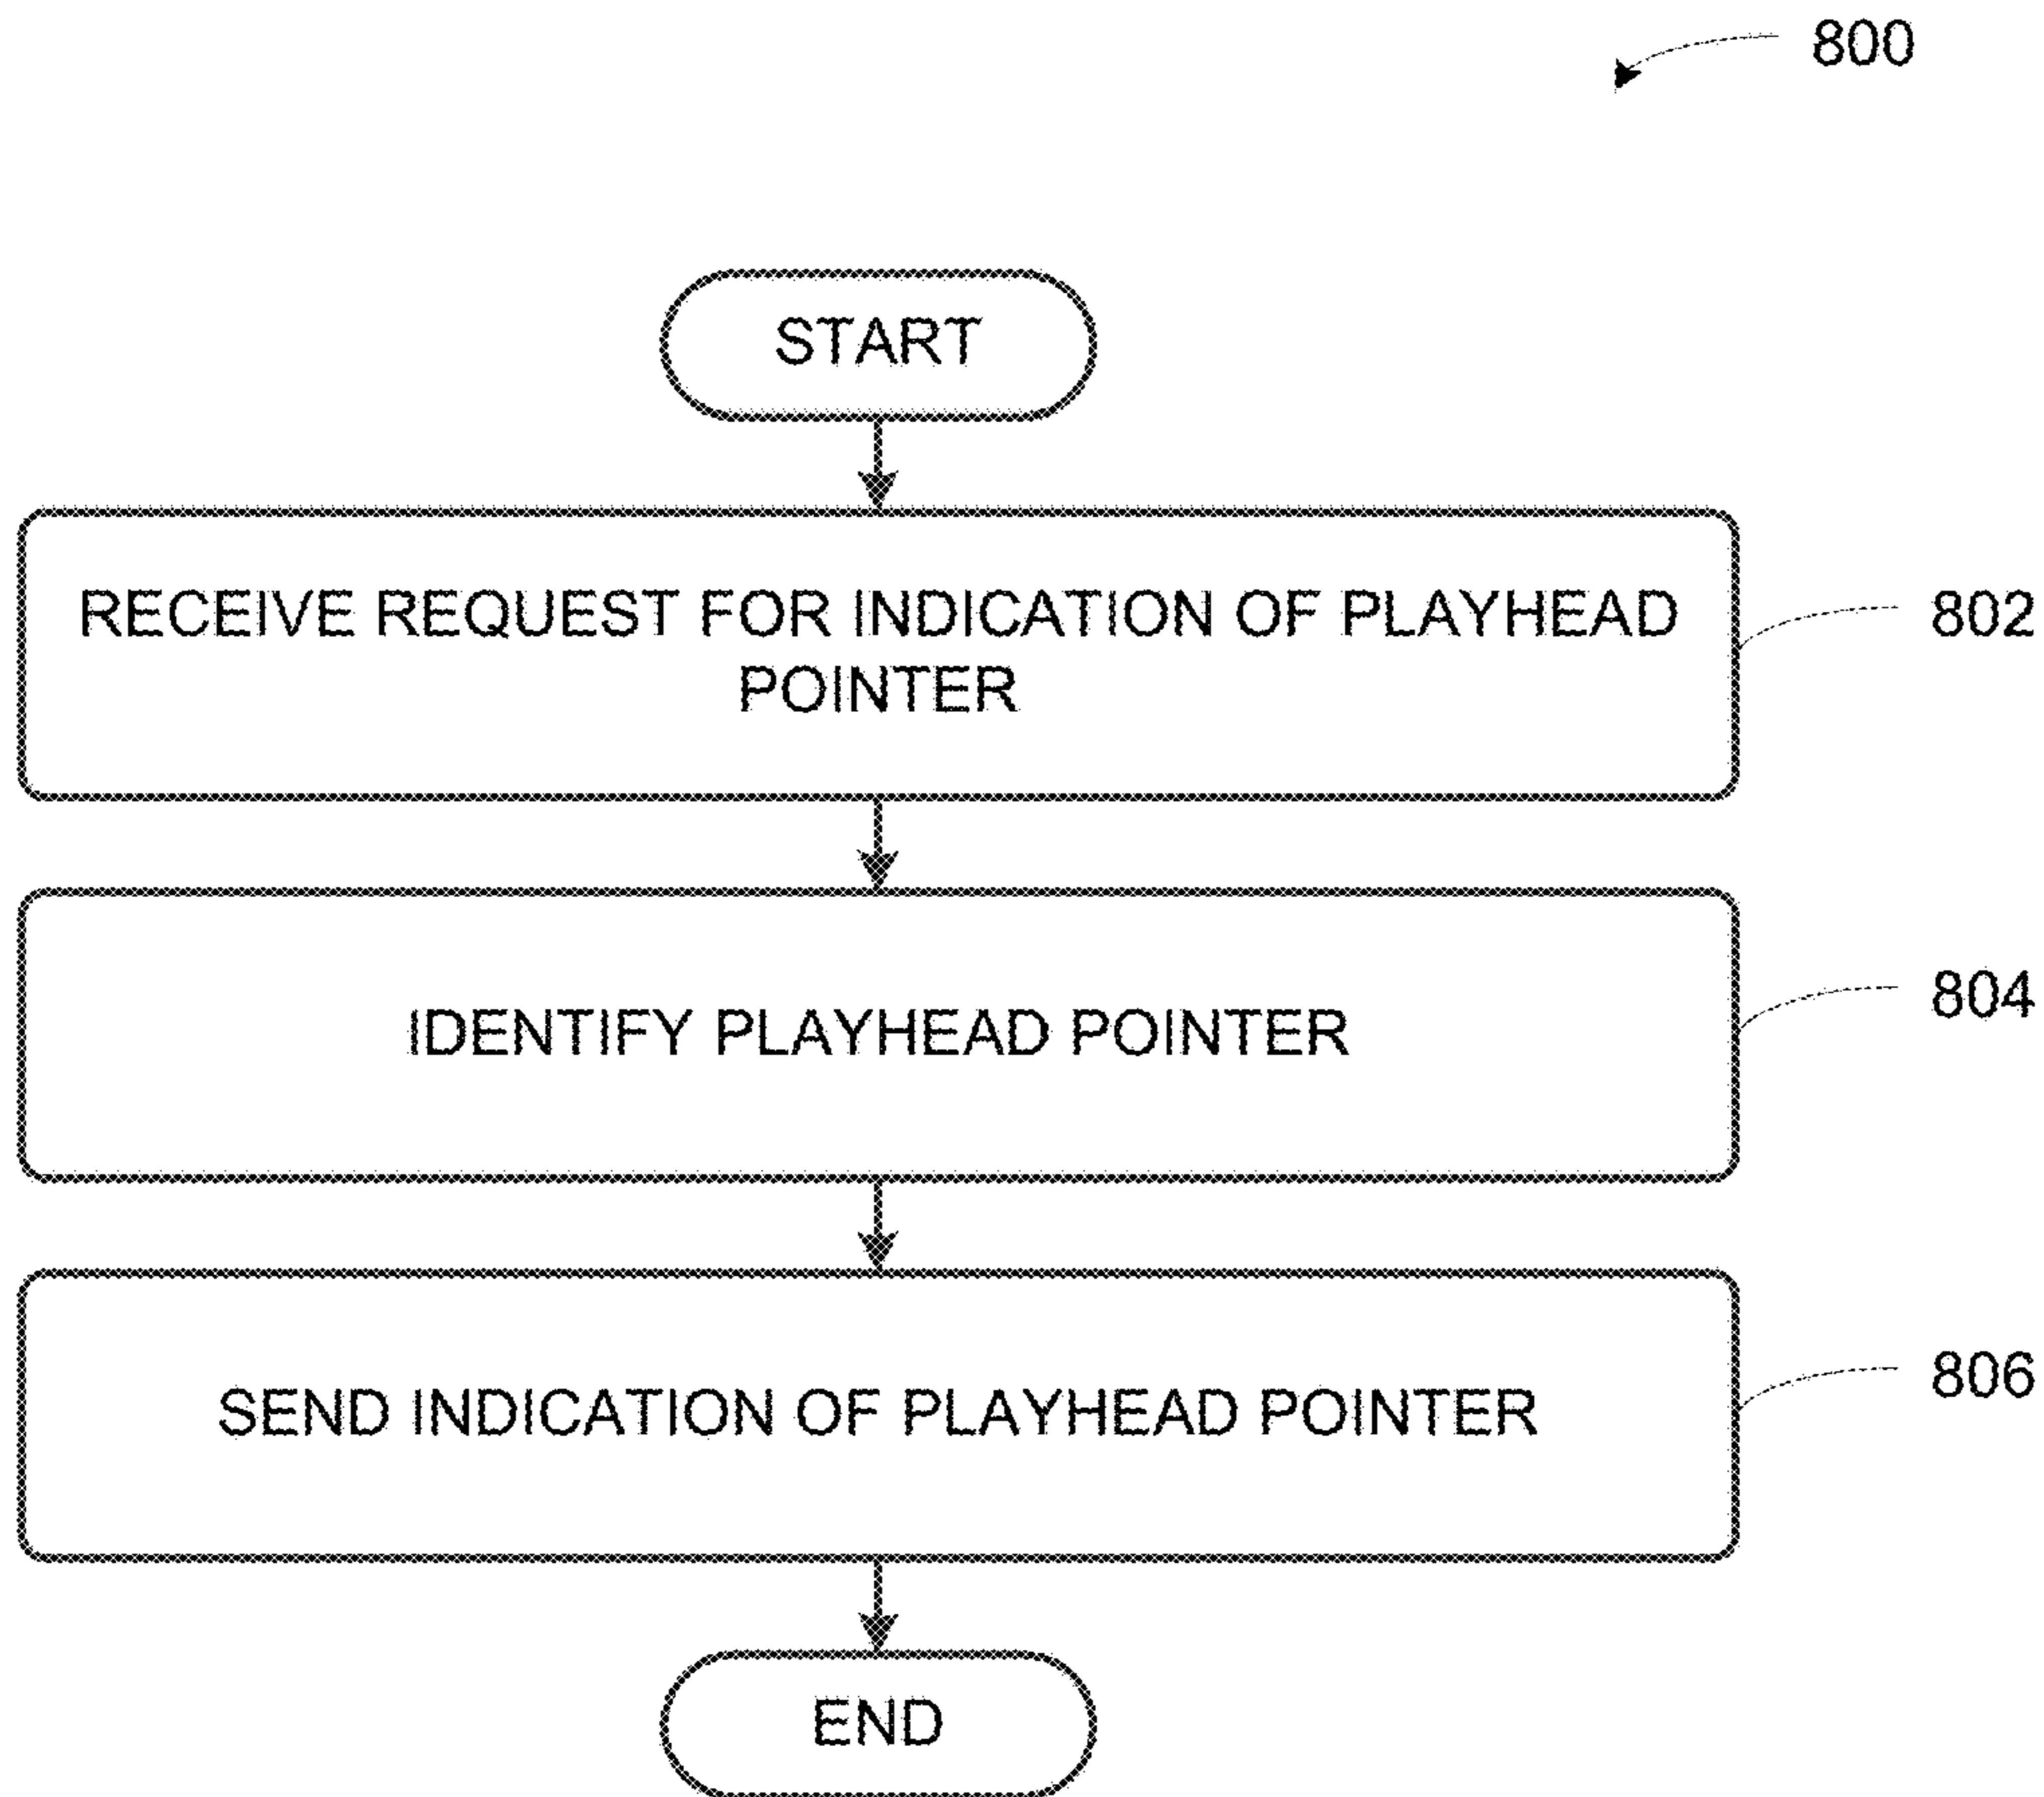 800
START
RECEIVE REQUEST FOR INDICATION OF PLAYHEAD
POINTER
802
IDENTIFY PLAYHEAD POINTER
804
SEND INDICATION OF PLAYHEAD POINTER
806
END